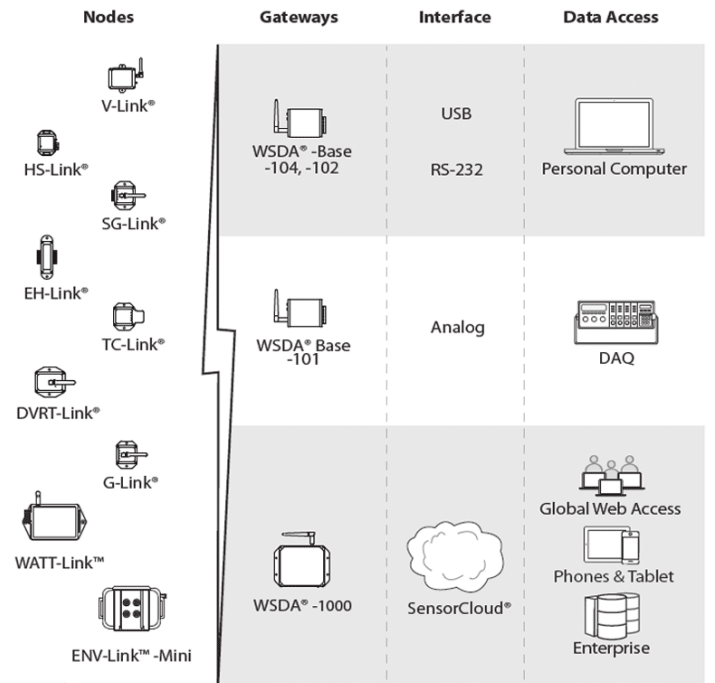 Nodes
Gateways
Interface
Data Access
V-Link®
HS-Link®
SG-Link®
EH-Link®
TC-Link®
DVRT-Link®
G-Link®
WATT-Link™
ENV-Link™ -Mini
WSDA® -Base
-104, -102
USB
RS-232
Personal Computer
WSDA® Base
-101
Analog
DAQ
WSDA® -1000
SensorCloud®
Global Web Access
Phones & Tablet
Enterprise